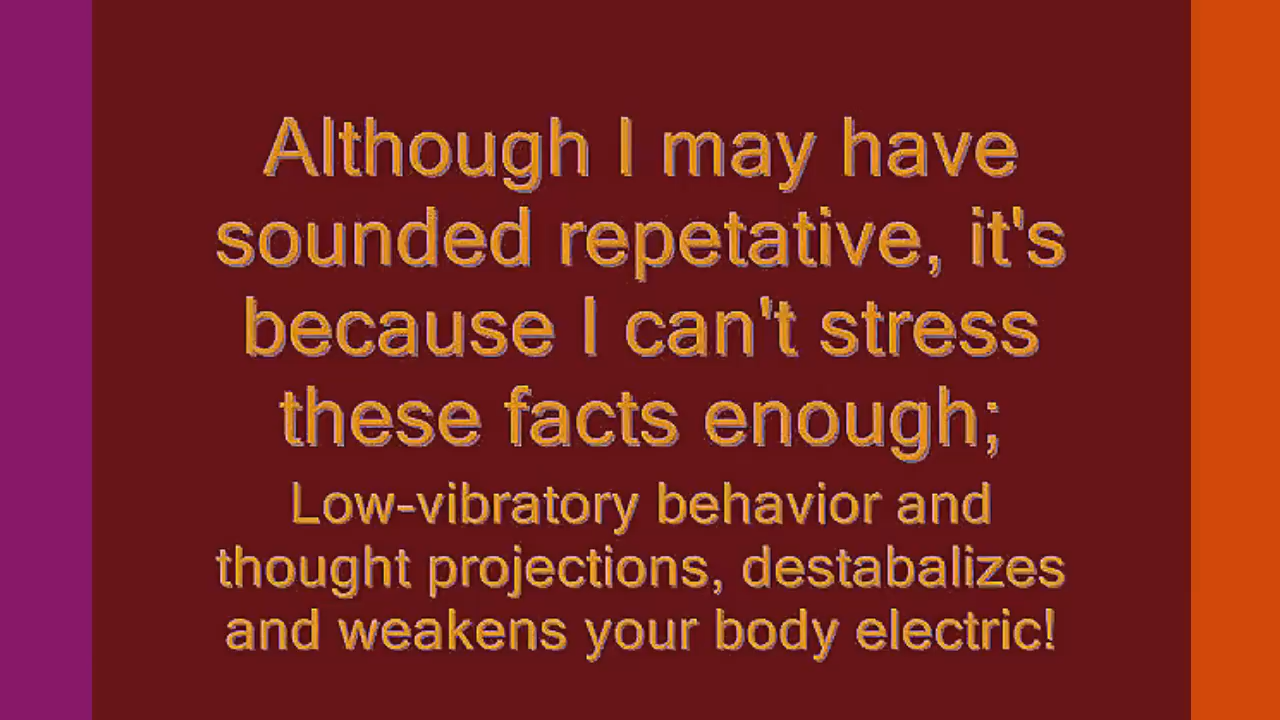 Although I may have
sounded repetative, it's
because I can't stress
these facts enough;
Low-vibratory behavior and
thought projections, destabalizes
and weakens your body electric!